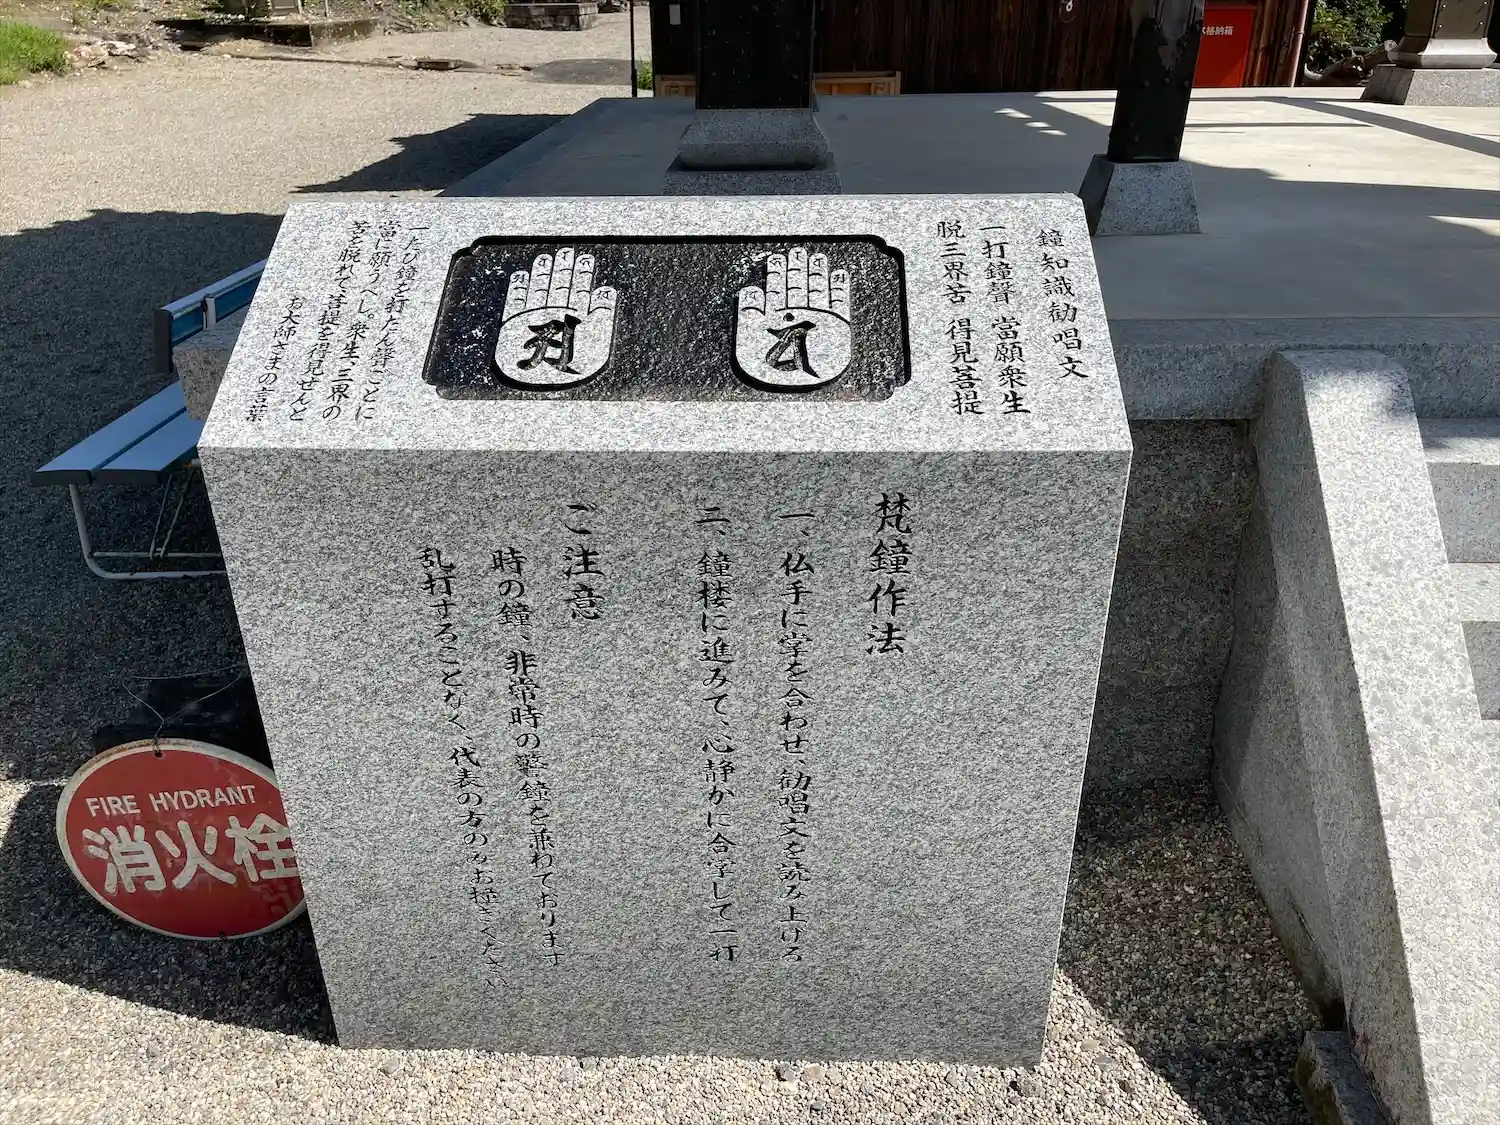 鐘知識勧唱文
一打鐘聲 當願衆生
脱三界苦 得見菩提
一たび鐘を打たん聲ごとに
當に願うべし。衆生、三界の
苦を脱れて菩提を得見せんと
お大師さまの言葉
梵鐘作法
一、仏手に掌を合わせ、勧唱文を読み上げる
二、鐘楼に進みて、心静かに合掌して一打
ご注意
時の鐘、非常時の警鐘を兼ねております
乱打することなく、代表の方のみお撞きください
FIRE HYDRANT
消火栓
格納箱